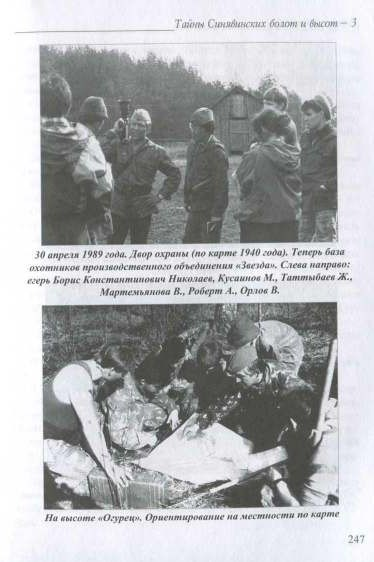 Тайны Синявинских болот и высот – 3
30 апреля 1989 года. Двор охраны (по карте 1940 года). Теперь база
охотников производственного объединения «Звезда». Слева направо:
егерь Борис Константинович Николаев, Кусаинов М., Таттыбаев Ж.,
Мартемьянова В., Роберт А., Орлов В.
На высоте «Огурец». Ориентирование на местности по карте
247